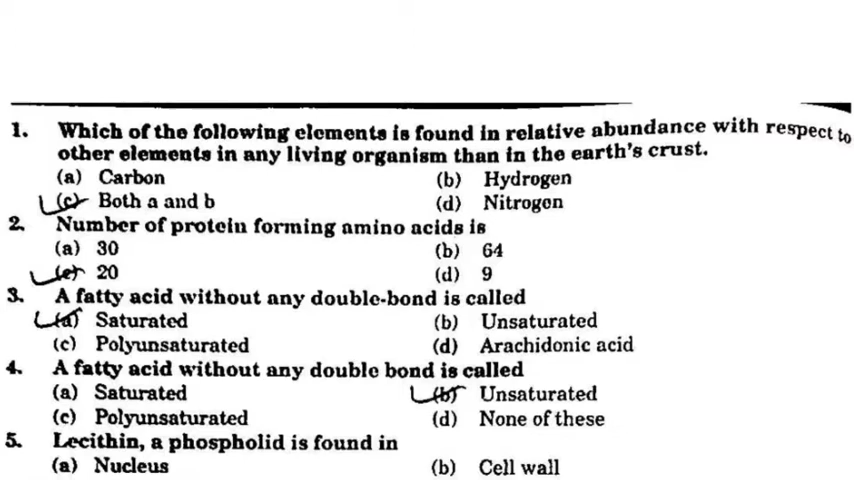 1. Which of the following elements is found in relative abundance with respect to
other elements in any living organism than in the earth's crust.
(a) Carbon (b) Hydrogen
(c) Both a and b (d) Nitrogen
2. Number of protein forming amino acids is
(a) 30 (b) 64
(c) 20 (d) 9
3. A fatty acid without any double-bond is called
(a) Saturated (b) Unsaturated
(c) Polyunsaturated (d) Arachidonic acid
4. A fatty acid without any double bond is called
(a) Saturated (b) Unsaturated
(c) Polyunsaturated (d) None of these
5. Lecithin, a phospholid is found in
(a) Nucleus (b) Cell wall